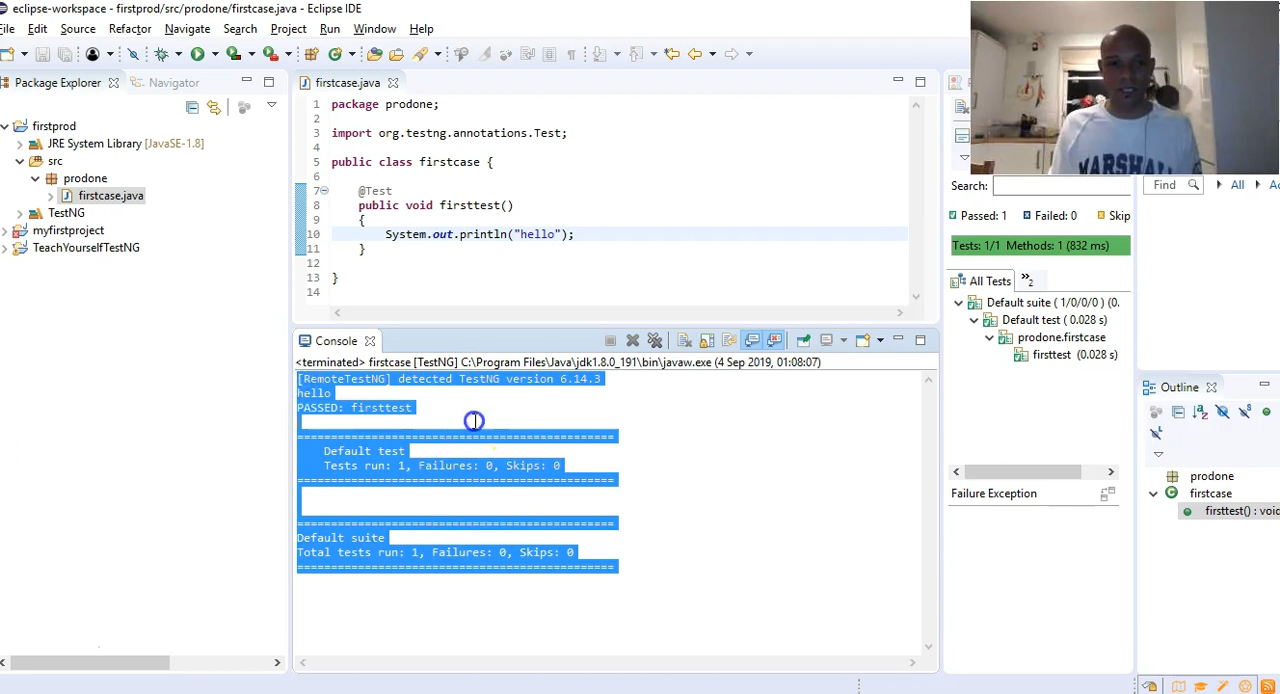 eclipse-workspace - firstprod/src/prodone/firstcase.java - Eclipse IDE
File Edit Source Refactor Navigate Search Project Run Window Help
Package Explorer
Navigator
firstprod
JRE System Library [JavaSE-1.8]
src
prodone
firstcase.java
TestNG
myfirstproject
TeachYourselfTestNG
firstcase.java
1 package prodone;
2
3 import org.testng.annotations.Test;
4
5 public class firstcase {
6
7 @Test
8 public void firsttest()
9 {
10 System.out.println("hello");
11 }
12
13 }
14
Console
<terminated> firstcase [TestNG] C:\Program Files\Java\jdk1.8.0_191\bin\javaw.exe (4 Sep 2019, 01:08:07)
[RemoteTestNG] detected TestNG version 6.14.3
hello
PASSED: firsttest
===============================================
Default test
Tests run: 1, Failures: 0, Skips: 0
===============================================
===============================================
Default suite
Total tests run: 1, Failures: 0, Skips: 0
===============================================
MARSHALL
Search:
Passed: 1 Failed: 0 Skip
Tests: 1/1 Methods: 1 (832 ms)
All Tests »2
Default suite ( 1/0/0/0 ) (0.
Default test ( 0.028 s)
prodone.firstcase
firsttest (0.028 s)
Failure Exception
Find All
Outline
prodone
firstcase
firsttest() : void